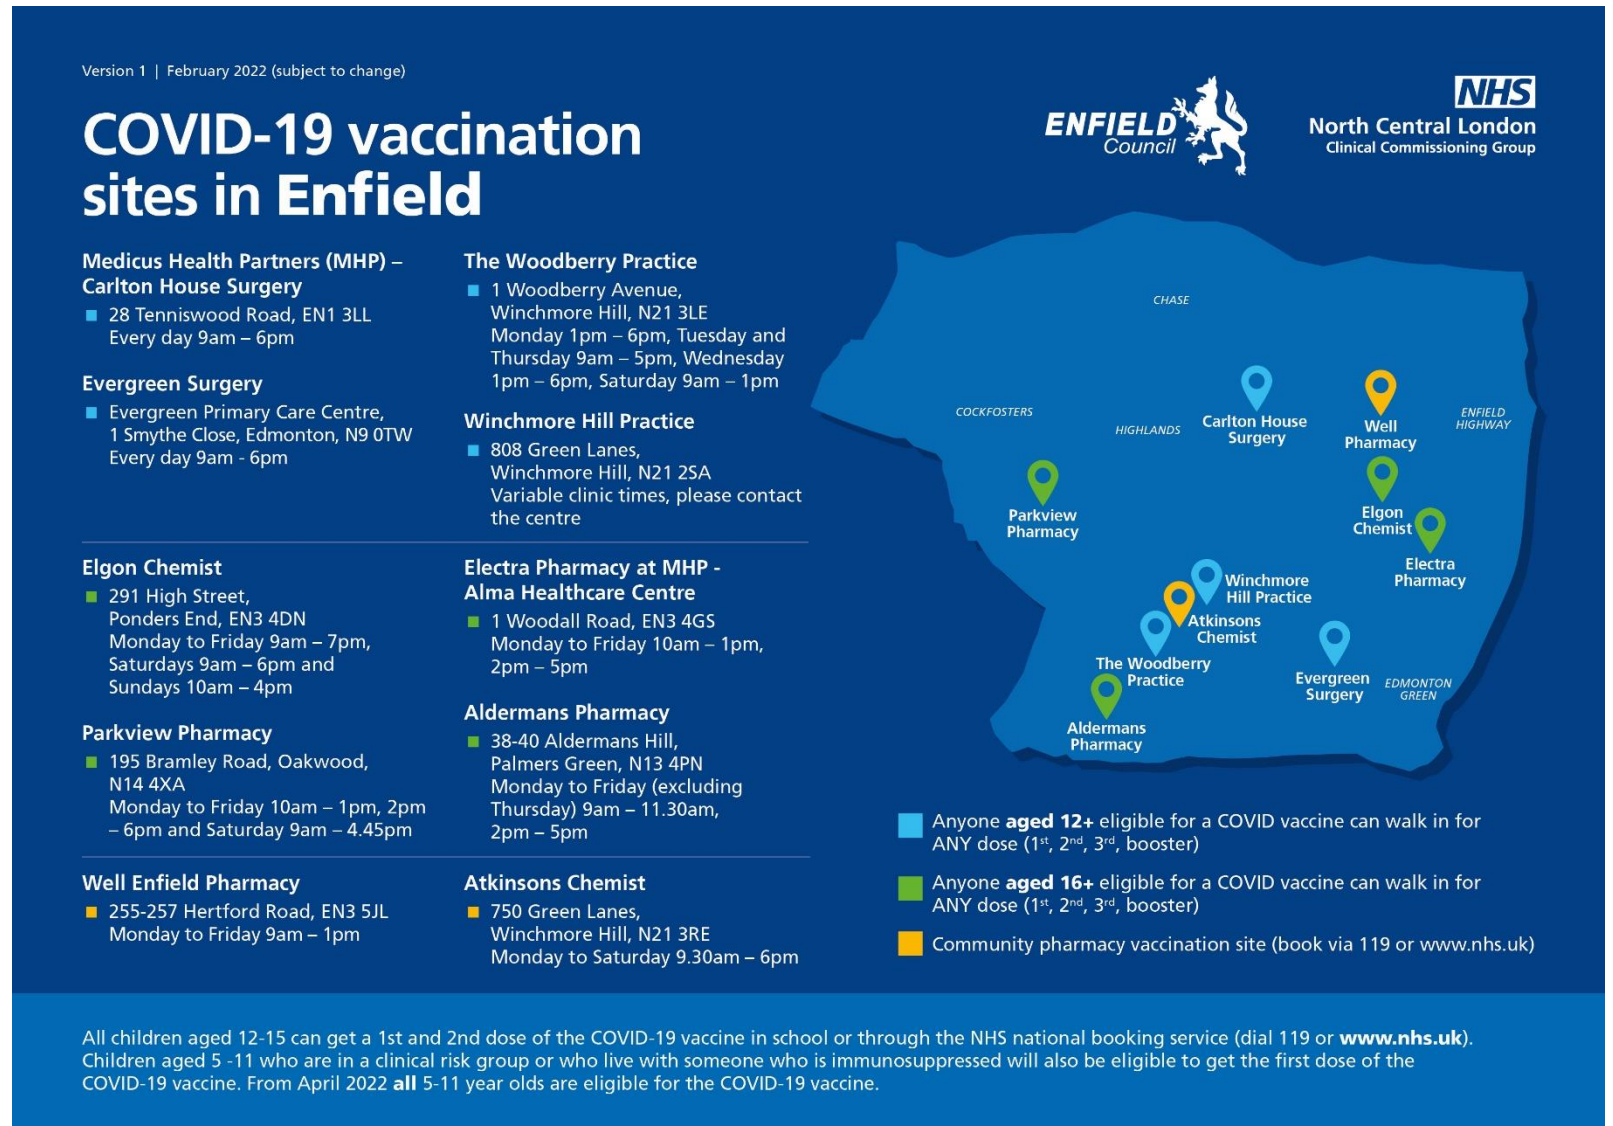 Version 1 | February 2022 (subject to change)
COVID-19 vaccination
sites in Enfield
ENFIELD
Council
NHS
North Central London
Clinical Commissioning Group
Medicus Health Partners (MHP) –
Carlton House Surgery
28 Tenniswood Road, EN1 3LL
Every day 9am – 6pm
Evergreen Surgery
Evergreen Primary Care Centre,
1 Smythe Close, Edmonton, N9 0TW
Every day 9am - 6pm
The Woodberry Practice
1 Woodberry Avenue,
Winchmore Hill, N21 3LE
Monday 1pm – 6pm, Tuesday and
Thursday 9am – 5pm, Wednesday
1pm – 6pm, Saturday 9am – 1pm
Winchmore Hill Practice
808 Green Lanes,
Winchmore Hill, N21 2SA
Variable clinic times, please contact
the centre
Elgon Chemist
291 High Street,
Ponders End, EN3 4DN
Monday to Friday 9am – 7pm,
Saturdays 9am – 6pm and
Sundays 10am – 4pm
Parkview Pharmacy
195 Bramley Road, Oakwood,
N14 4XA
Monday to Friday 10am – 1pm, 2pm
– 6pm and Saturday 9am – 4.45pm
Electra Pharmacy at MHP -
Alma Healthcare Centre
1 Woodall Road, EN3 4GS
Monday to Friday 10am – 1pm,
2pm – 5pm
Aldermans Pharmacy
38-40 Aldermans Hill,
Palmers Green, N13 4PN
Monday to Friday (excluding
Thursday) 9am – 11.30am,
2pm – 5pm
Well Enfield Pharmacy
255-257 Hertford Road, EN3 5JL
Monday to Friday 9am – 1pm
Atkinsons Chemist
750 Green Lanes,
Winchmore Hill, N21 3RE
Monday to Saturday 9.30am – 6pm
CHASE
COCKFOSTERS
HIGHLANDS
Carlton House
Surgery
Well
Pharmacy
ENFIELD
HIGHWAY
Parkview
Pharmacy
Elgon
Chemist
Electra
Pharmacy
Winchmore
Hill Practice
Atkinsons
Chemist
The Woodberry
Practice
Evergreen
Surgery
EDMONTON
GREEN
Aldermans
Pharmacy
Anyone aged 12+ eligible for a COVID vaccine can walk in for
ANY dose (1st, 2nd, 3rd, booster)
Anyone aged 16+ eligible for a COVID vaccine can walk in for
ANY dose (1st, 2nd, 3rd, booster)
Community pharmacy vaccination site (book via 119 or www.nhs.uk)
All children aged 12-15 can get a 1st and 2nd dose of the COVID-19 vaccine in school or through the NHS national booking service (dial 119 or www.nhs.uk).
Children aged 5 -11 who are in a clinical risk group or who live with someone who is immunosuppressed will also be eligible to get the first dose of the
COVID-19 vaccine. From April 2022 all 5-11 year olds are eligible for the COVID-19 vaccine.